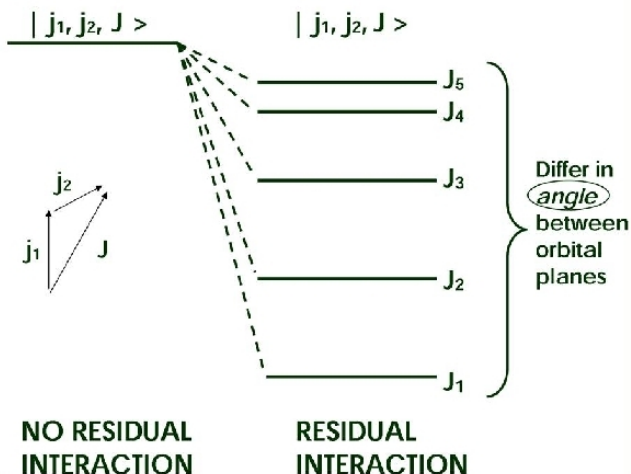 | j₁, j₂, J >
| j₁, j₂, J >
J₅
J₄
J₃
J₂
J₁
j₂
j₁
J
Differ in
angle
between
orbital
planes
NO RESIDUAL
INTERACTION
RESIDUAL
INTERACTION